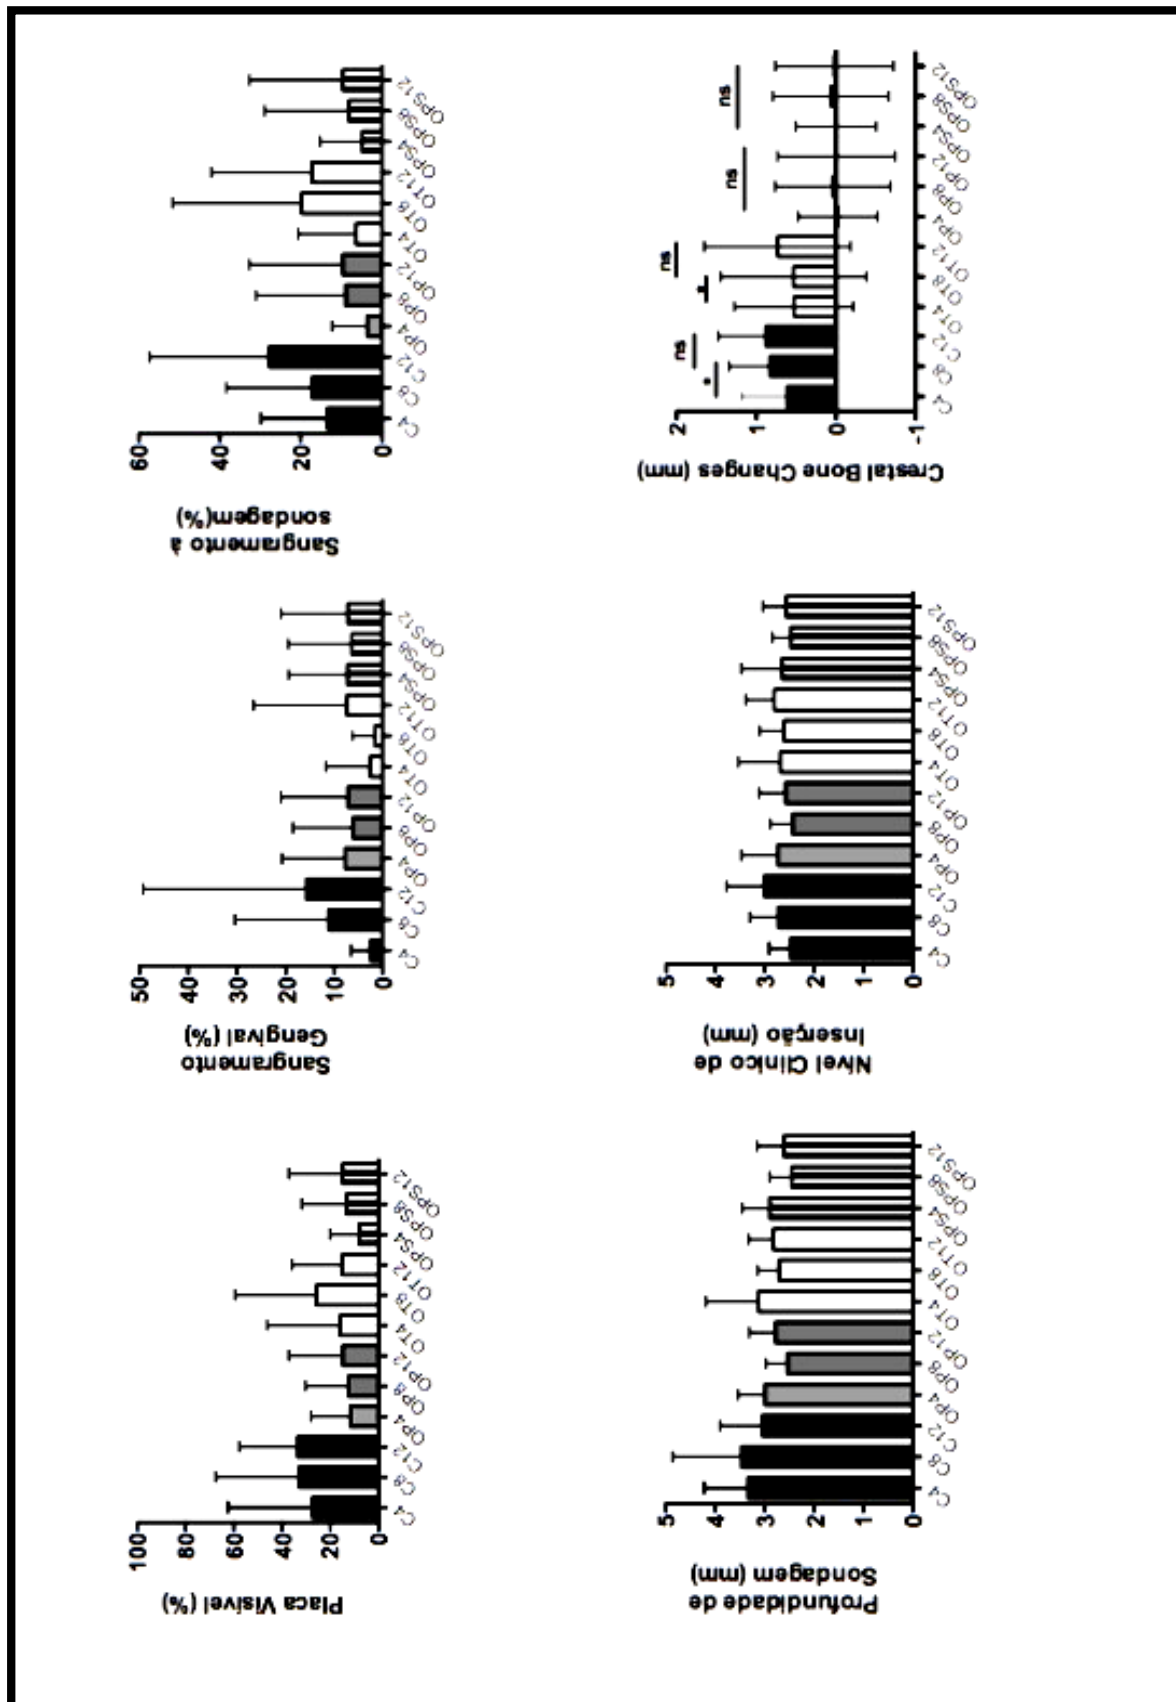 Placa Visível (%)
100
80
60
40
20
0
C4
C8
C12
OP4
OP8
OP12
OT4
OT8
OT12
OPS4
OPS8
OPS12
Sangramento
Gengival (%)
50
40
30
20
10
0
C4
C8
C12
OP4
OP8
OP12
OT4
OT8
OT12
OPS4
OPS8
OPS12
Sangramento à
sondagem(%)
60
40
20
0
C4
C8
C12
OP4
OP8
OP12
OT4
OT8
OT12
OPS4
OPS8
OPS12
Profundidade de
Sondagem (mm)
5
4
3
2
1
0
C4
C8
C12
OP4
OP8
OP12
OT4
OT8
OT12
OPS4
OPS8
OPS12
Nível Clínico de
Inserção (mm)
5
4
3
2
1
0
C4
C8
C12
OP4
OP8
OP12
OT4
OT8
OT12
OPS4
OPS8
OPS12
Crestal Bone Changes (mm)
2
1
0
-1
*
ns
ns
ns
ns
C4
C8
C12
OT4
OT8
OT12
OP4
OP8
OP12
OPS4
OPS8
OPS12